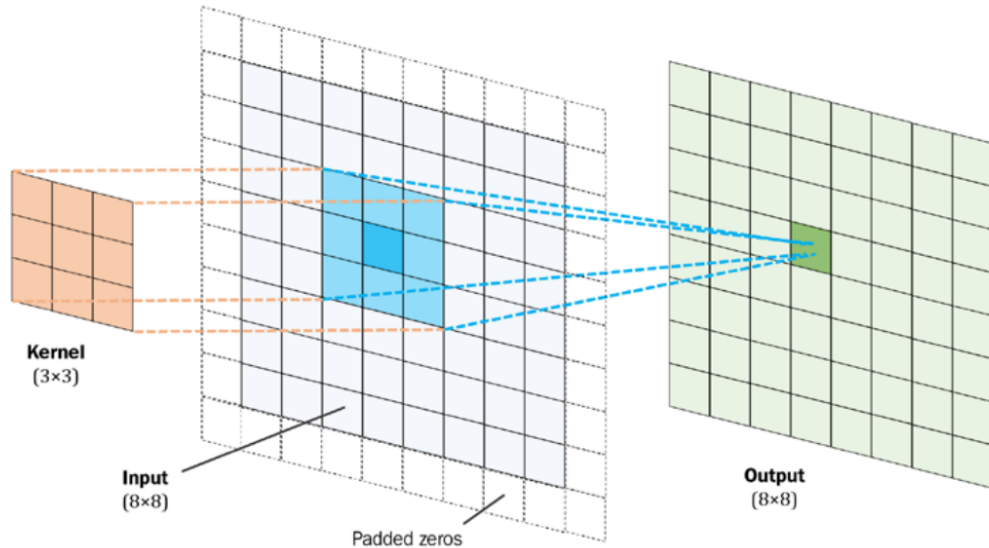 Kernel
(3×3)
Input
(8×8)
Padded zeros
Output
(8×8)